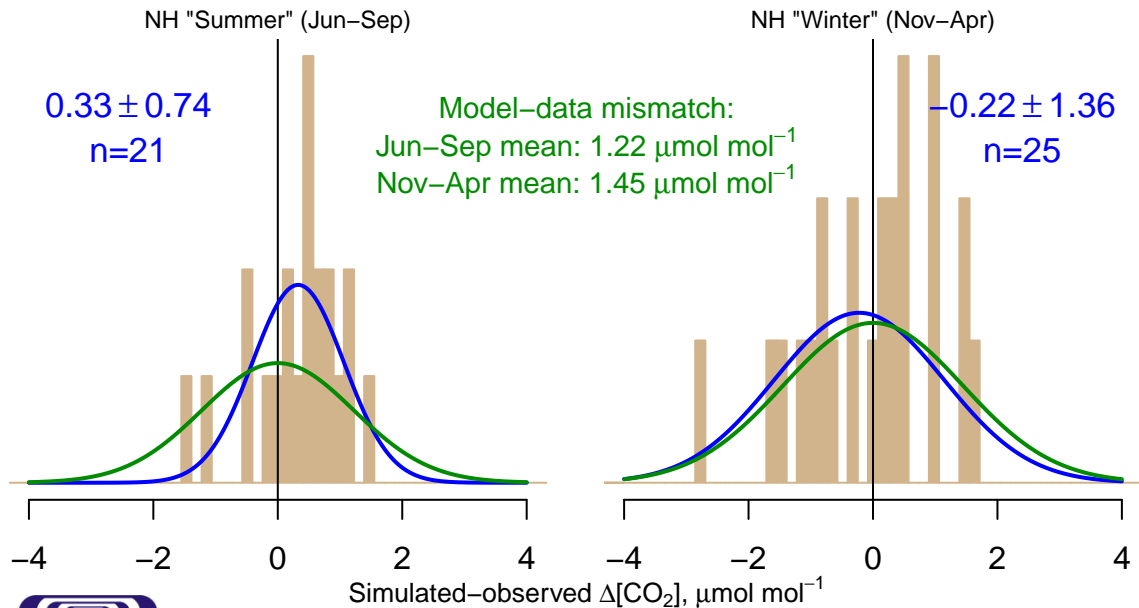 NH "Summer" (Jun−Sep)
0.33 ± 0.74
n=21
Model−data mismatch:
Jun−Sep mean: 1.22 μmol mol⁻¹
Nov−Apr mean: 1.45 μmol mol⁻¹
NH "Winter" (Nov−Apr)
−0.22 ± 1.36
n=25
−4 −2 0 2 4
−4 −2 0 2 4
Simulated−observed Δ[CO₂], μmol mol⁻¹